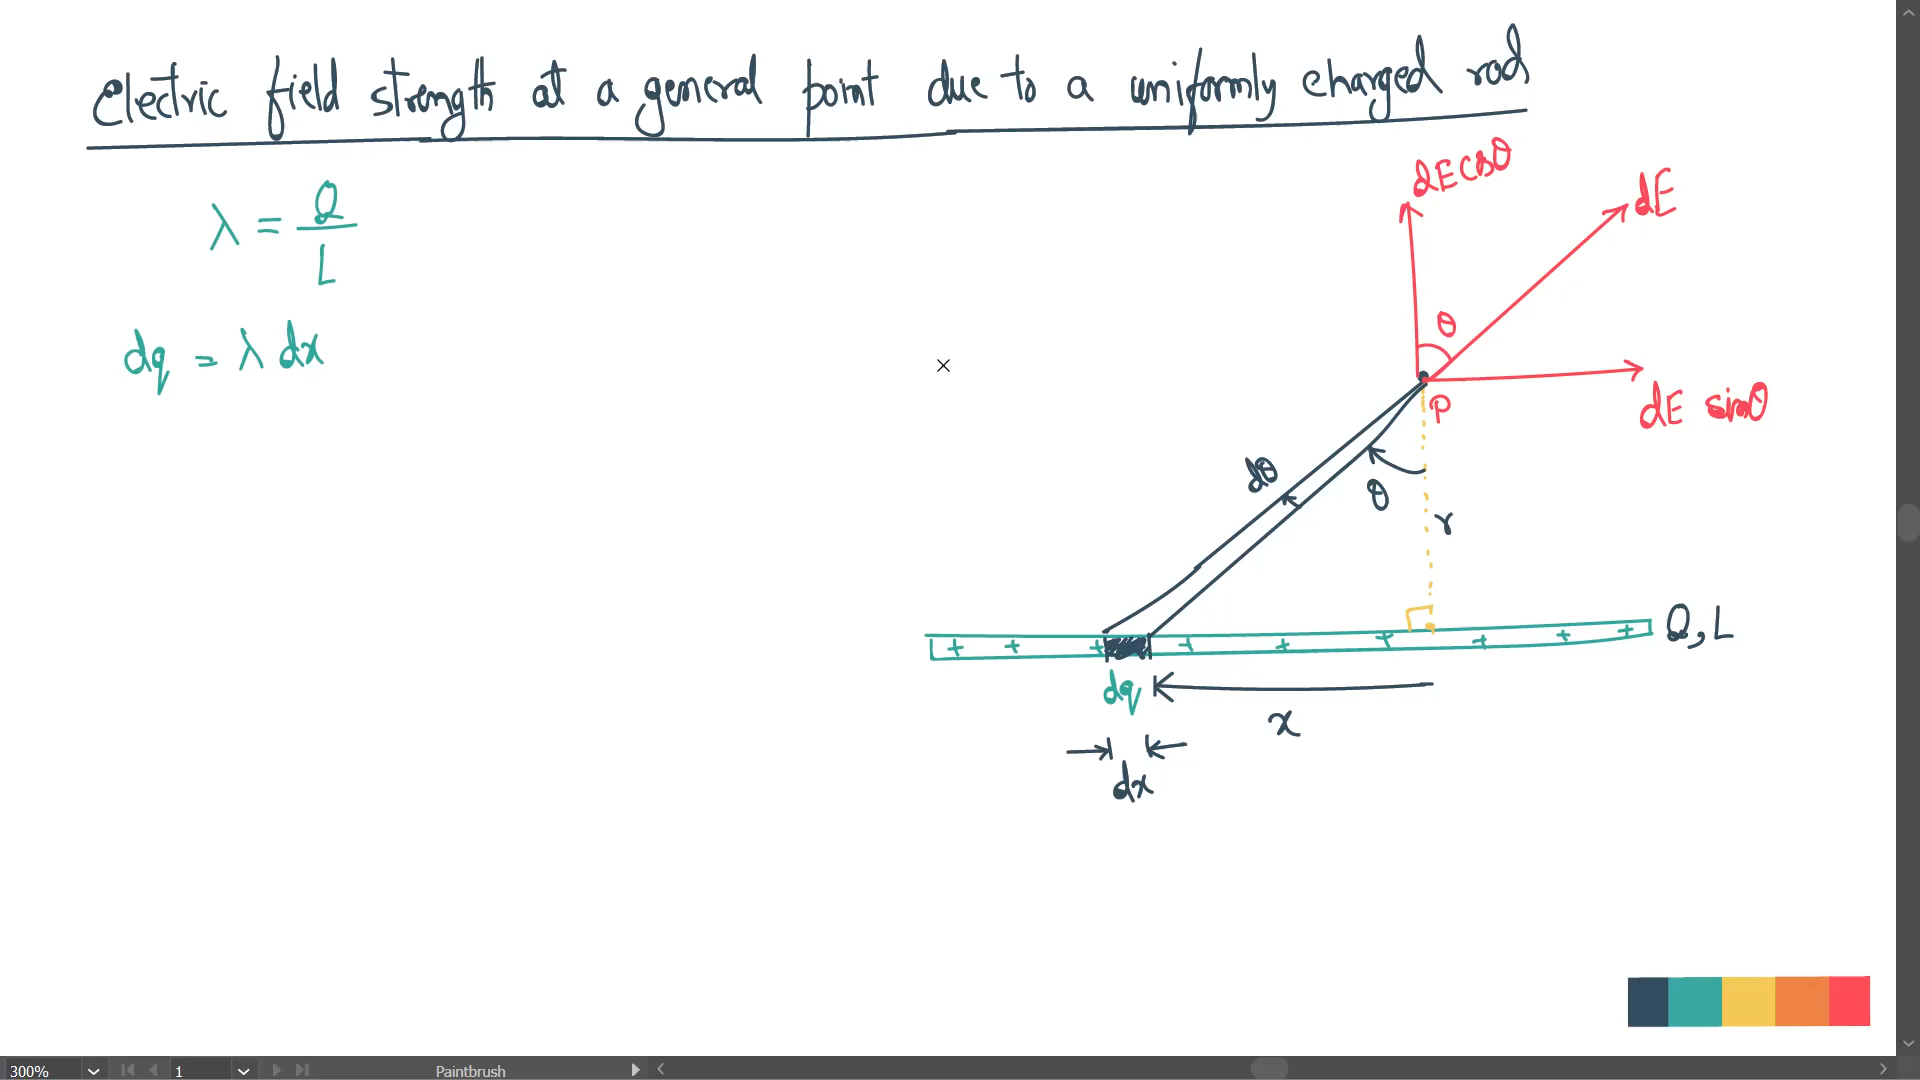 Electric field strength at a general point due to a uniformly charged rod
λ = Q / L
dq = λ dx
dE cosθ
dE
θ
P
dE sinθ
dθ
θ
r
+ + + + + + + + +
Q, L
dq
x
dx
300%
1
Paintbrush